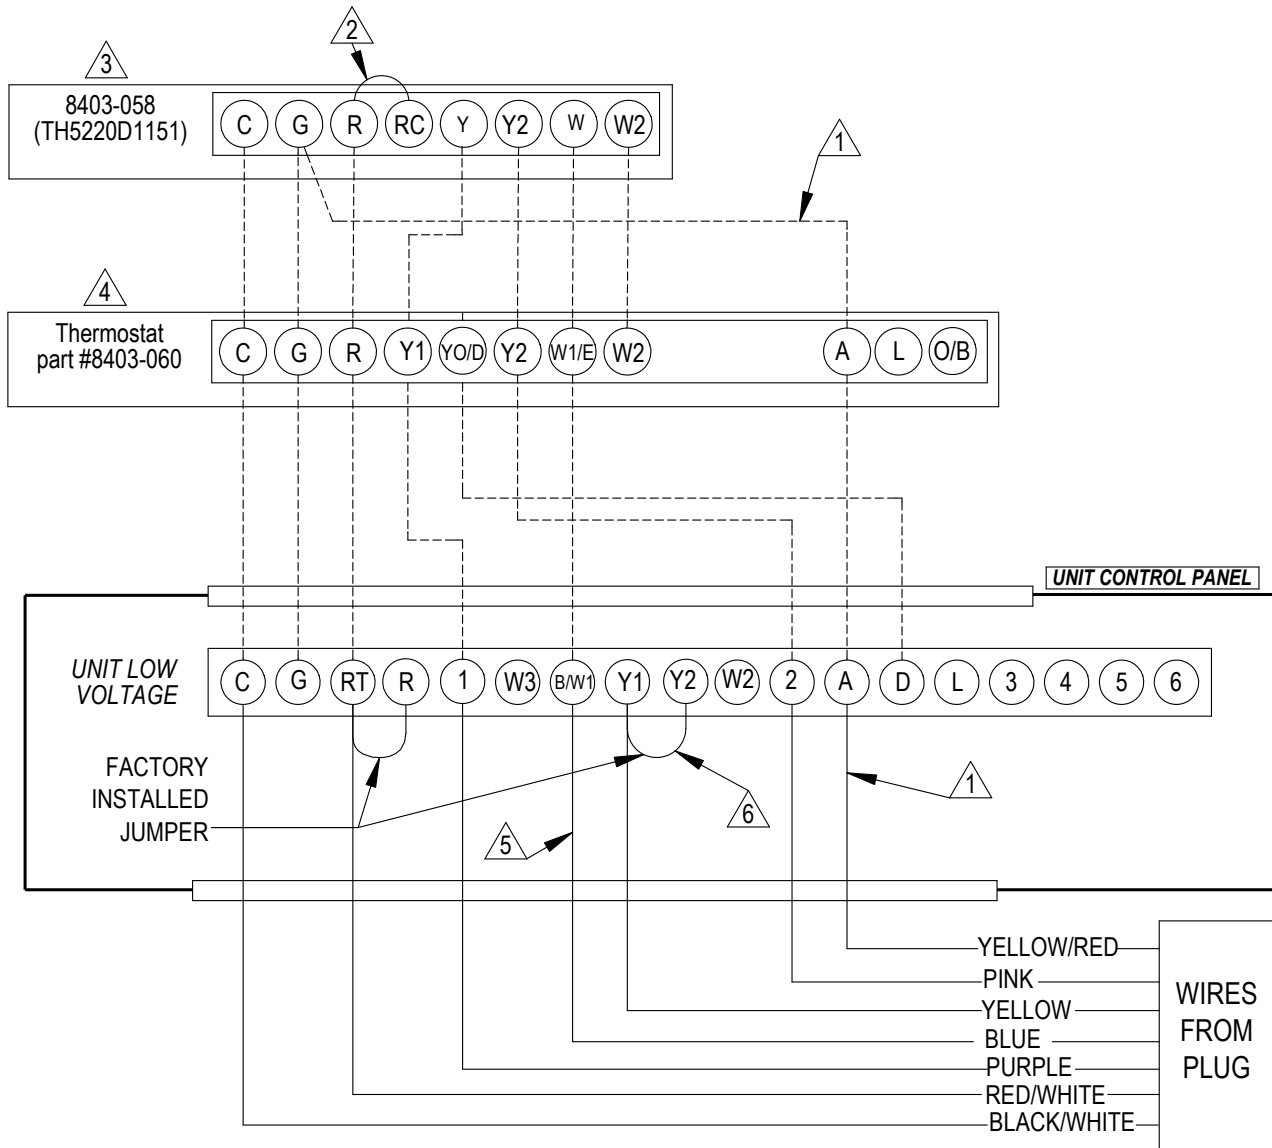 2
3
1
8403-058
(TH5220D1151)
C G R RC Y Y2 W W2
4
Thermostat
part #8403-060
C G R Y1 YO/D Y2 W1/E W2 A L O/B
UNIT CONTROL PANEL
UNIT LOW
VOLTAGE
C G RT R 1 W3 B/W1 Y1 Y2 W2 2 A D L 3 4 5 6
FACTORY
INSTALLED
JUMPER
1
6
5
YELLOW/RED
PINK
YELLOW
BLUE
PURPLE
RED/WHITE
BLACK/WHITE
WIRES
FROM
PLUG